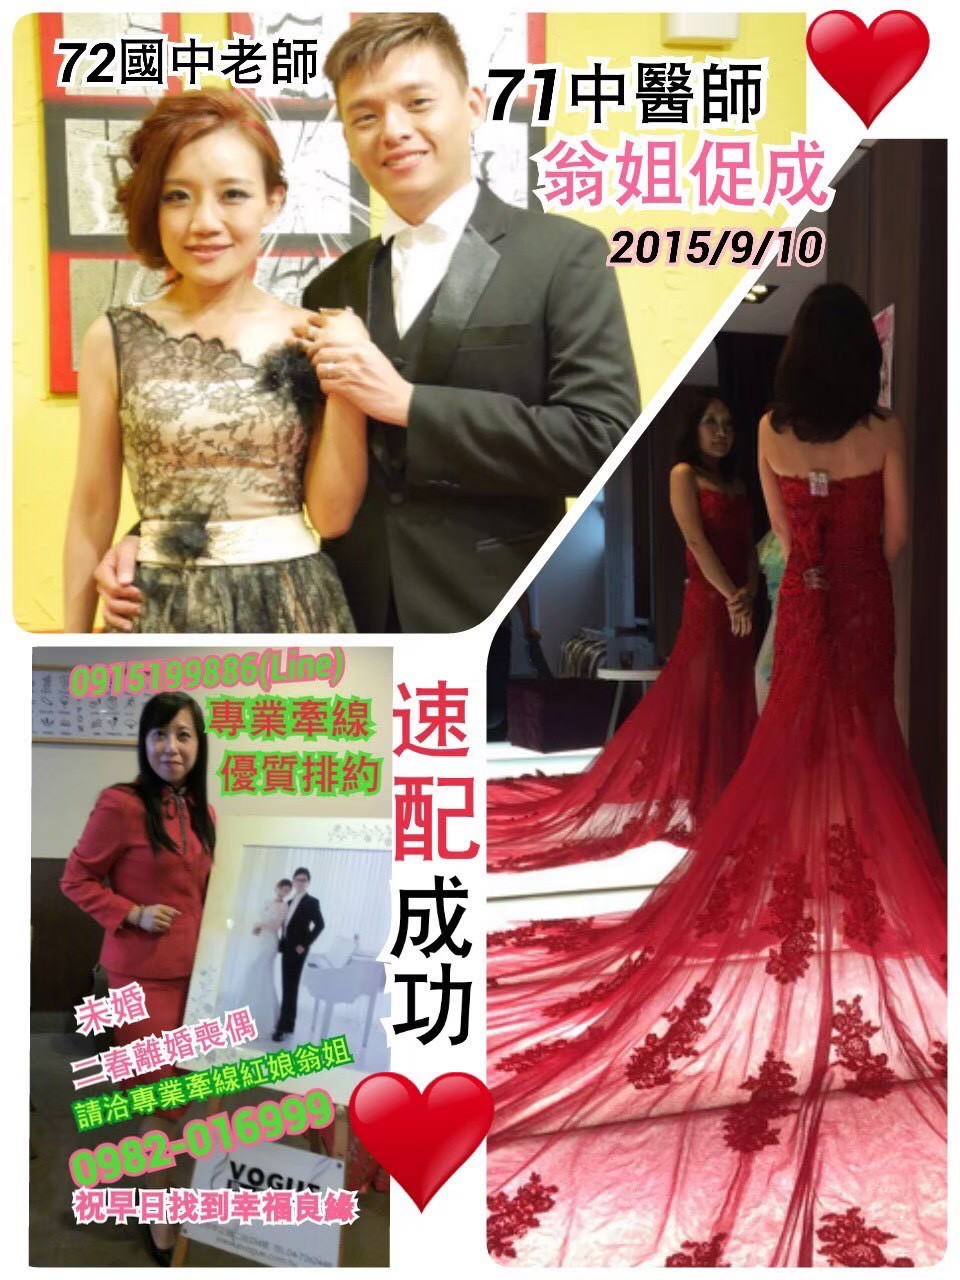 72國中老師
71中醫師
翁姐促成
2015/9/10
0915199886(Line)
專業牽線
優質排約
速配成功
未婚
二春離婚喪偶
請洽專業牽線紅娘翁姐
0982-016999
VOGUE
祝早日找到幸福良緣